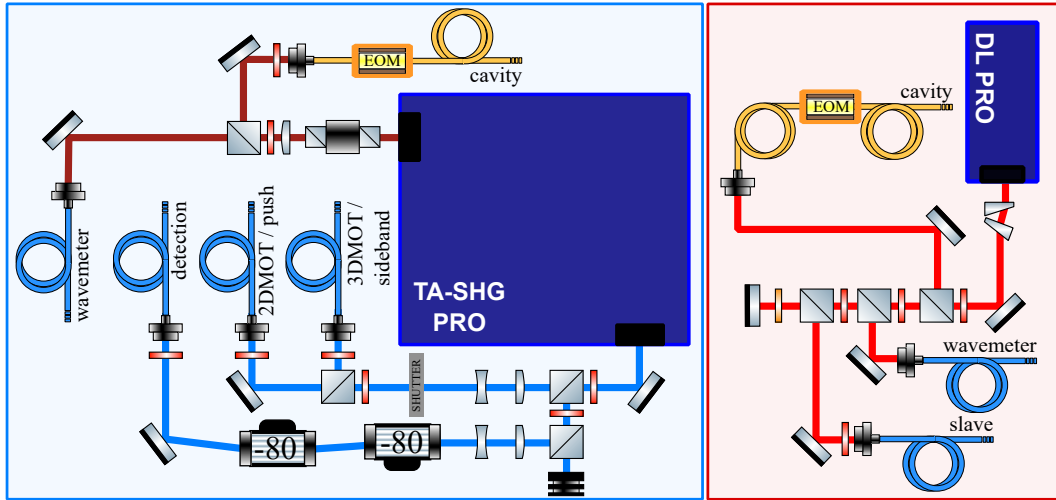 EOM
cavity
wavemeter
detection
2DMOT / push
3DMOT /
sideband
TA-SHG
PRO
SHUTTER
-80
-80
DL PRO
cavity
EOM
wavemeter
slave